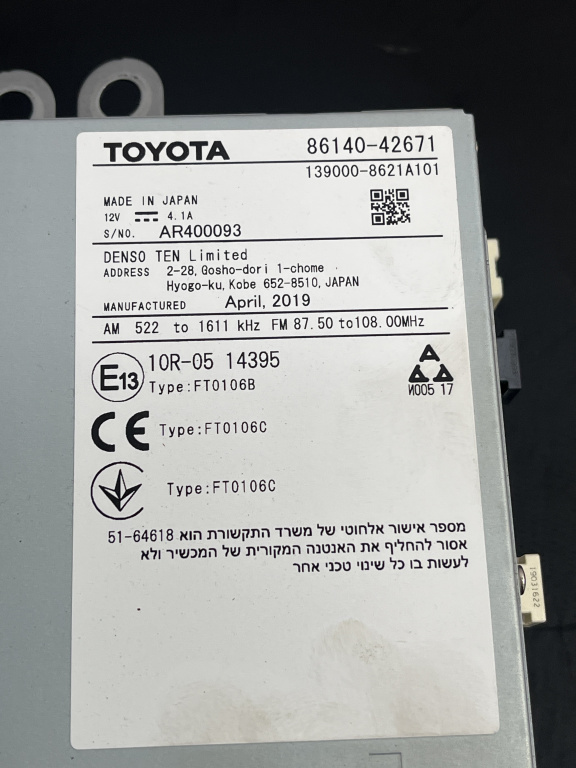 TOYOTA 86140-42671
139000-8621A101
MADE IN JAPAN
12V 4.1A
S/NO. AR400093
DENSO TEN Limited
ADDRESS 2-28, Gosho-dori 1-chome
Hyogo-ku, Kobe 652-8510, JAPAN
MANUFACTURED April, 2019
AM 522 to 1611 kHz FM 87.50 to108.00MHz
E13 10R-05 14395
Type:FT0106B
И005 17
CE Type:FT0106C
Type:FT0106C
מספר אישור אלחוטי של משרד התקשורת הוא 51-64618
אסור להחליף את האנטנה המקורית של המכשיר ולא
לעשות בו כל שינוי טכני אחר
19031622